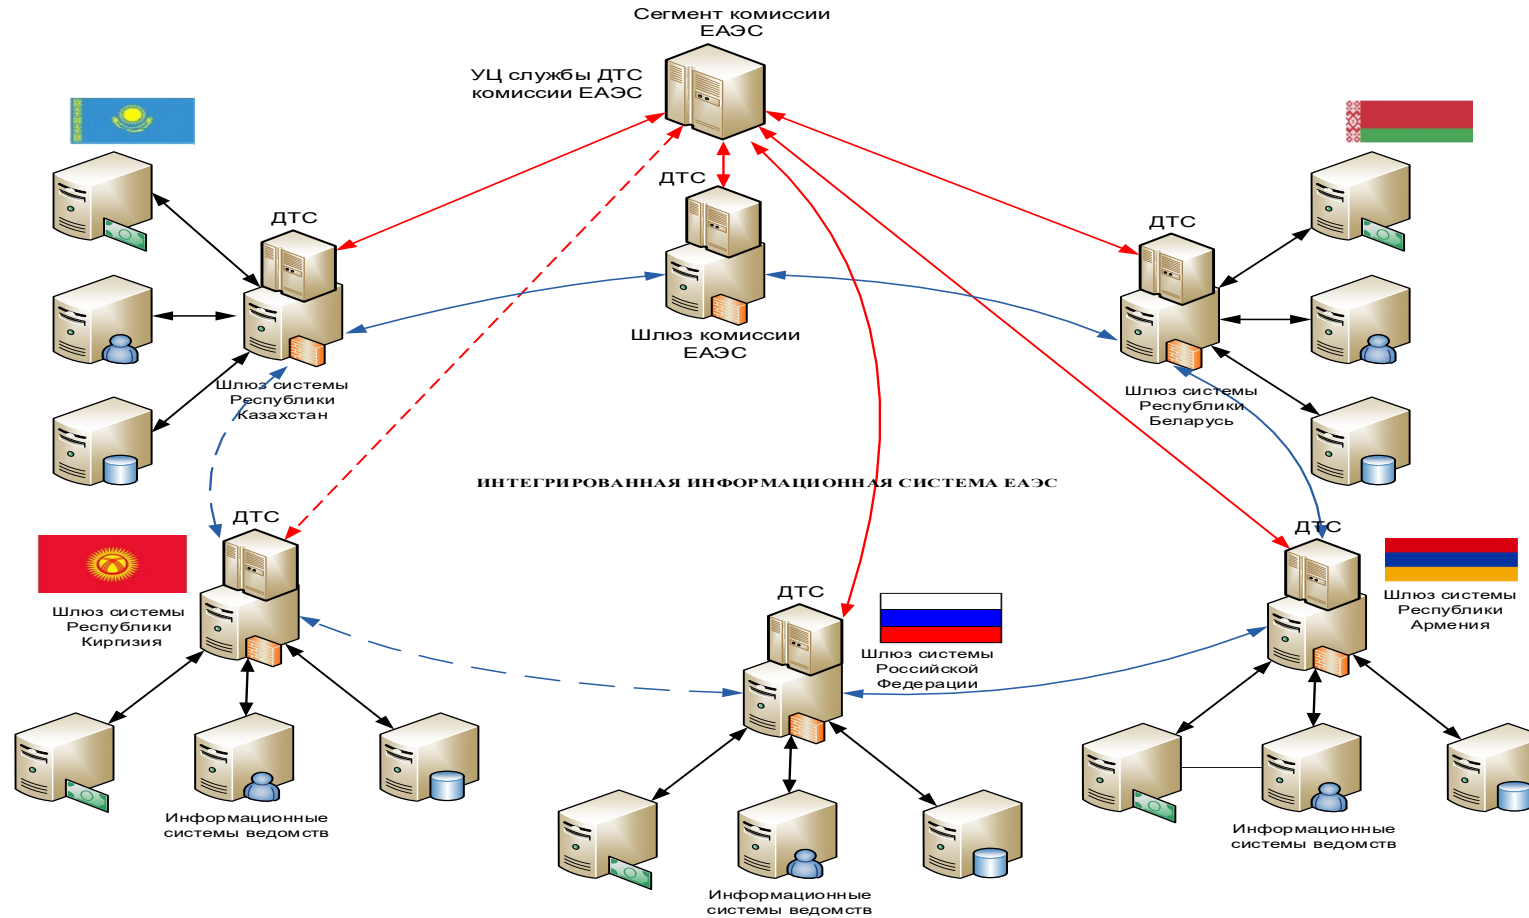 Сегмент комиссии
ЕАЭС
УЦ службы ДТС
комиссии ЕАЭС
ДТС
ДТС
ДТС
Шлюз комиссии
ЕАЭС
Шлюз системы
Республики
Казахстан
Шлюз системы
Республики
Беларусь
ИНТЕГРИРОВАННАЯ ИНФОРМАЦИОННАЯ СИСТЕМА ЕАЭС
ДТС
ДТС
Шлюз системы
Республики
Киргизия
ДТС
Шлюз системы
Российской
Федерации
Шлюз системы
Республики
Армения
Информационные
системы ведомств
Информационные
системы ведомств
Информационные
системы ведомств